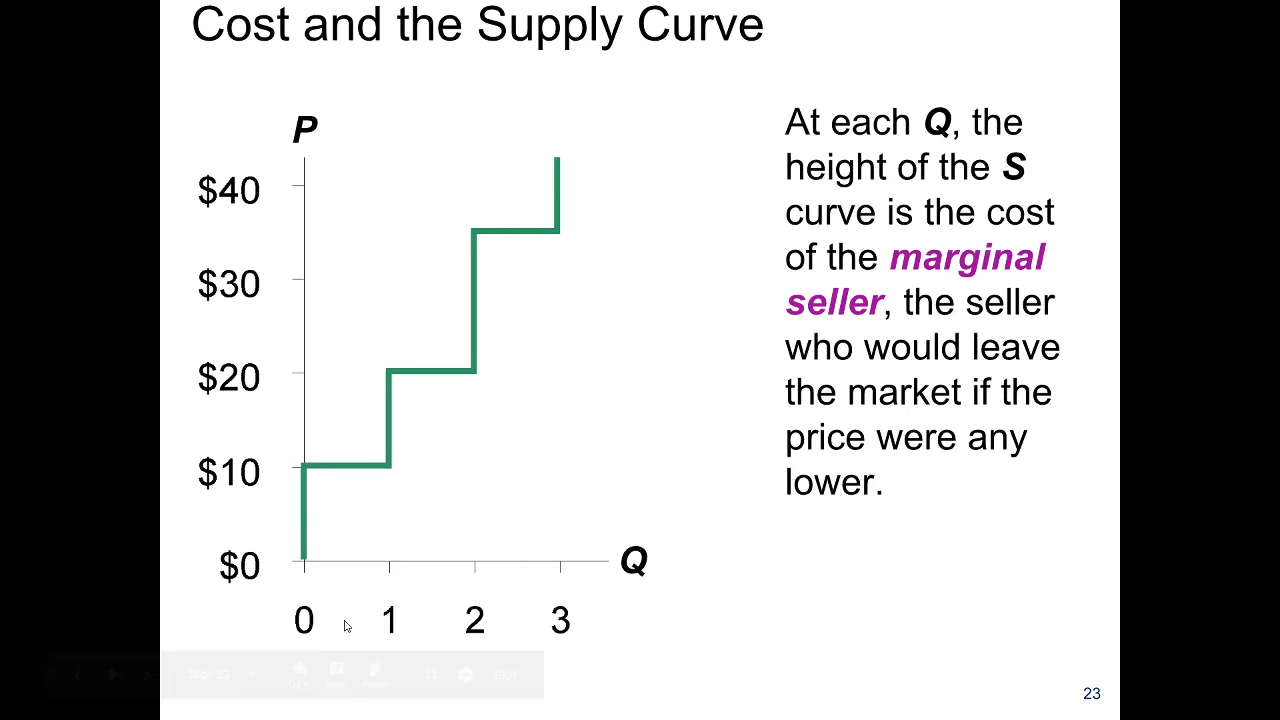 Cost and the Supply Curve
P
$40
$30
$20
$10
$0
0 1 2 3
Q
At each Q, the
height of the S
curve is the cost
of the marginal
seller, the seller
who would leave
the market if the
price were any
lower.
EXIT
23